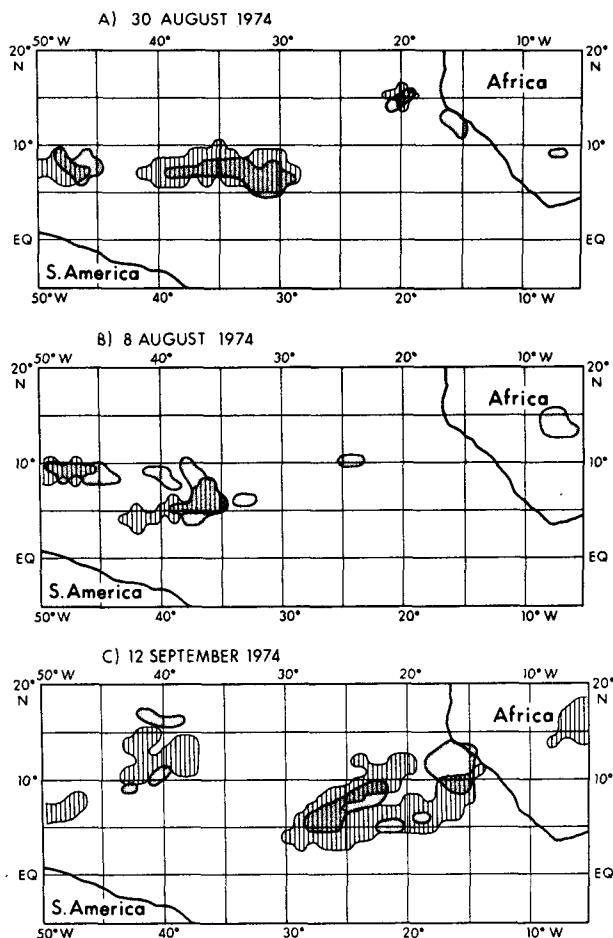 A) 30 AUGUST 1974
20° 50° W 40° 30° 20° 10° W 20°
N Africa N
10° 10°
EQ EQ
S. America
50° W 40° 30° 20° 10° W
B) 8 AUGUST 1974
50° W 40° 30° 20° 10° W
20° 20°
N Africa N
10° 10°
EQ EQ
S. America
50° W 40° 30° 20° 10° W
C) 12 SEPTEMBER 1974
50° W 40° 30° 20° 10° W
20° 20°
N Africa N
10° 10°
EQ EQ
S. America
50° W 40° 30° 20° 10° W